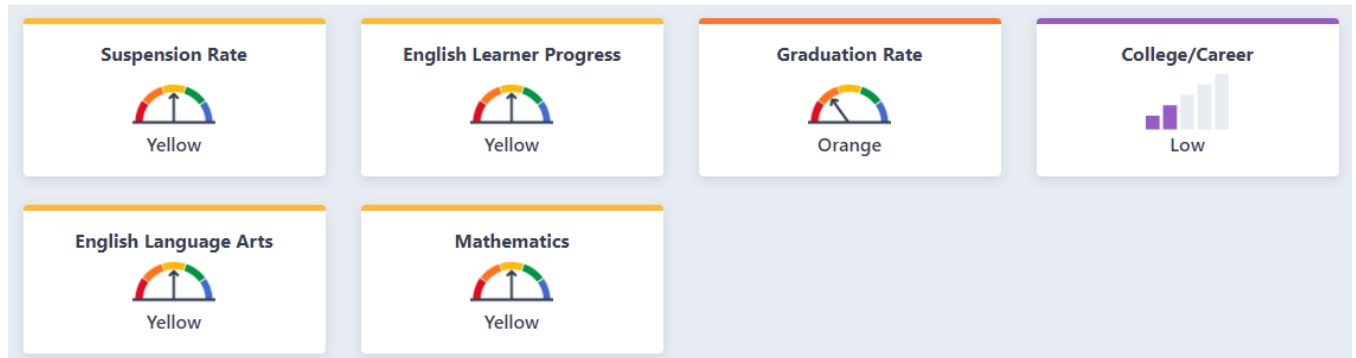 Suspension Rate
Yellow
English Learner Progress
Yellow
Graduation Rate
Orange
College/Career
Low
English Language Arts
Yellow
Mathematics
Yellow